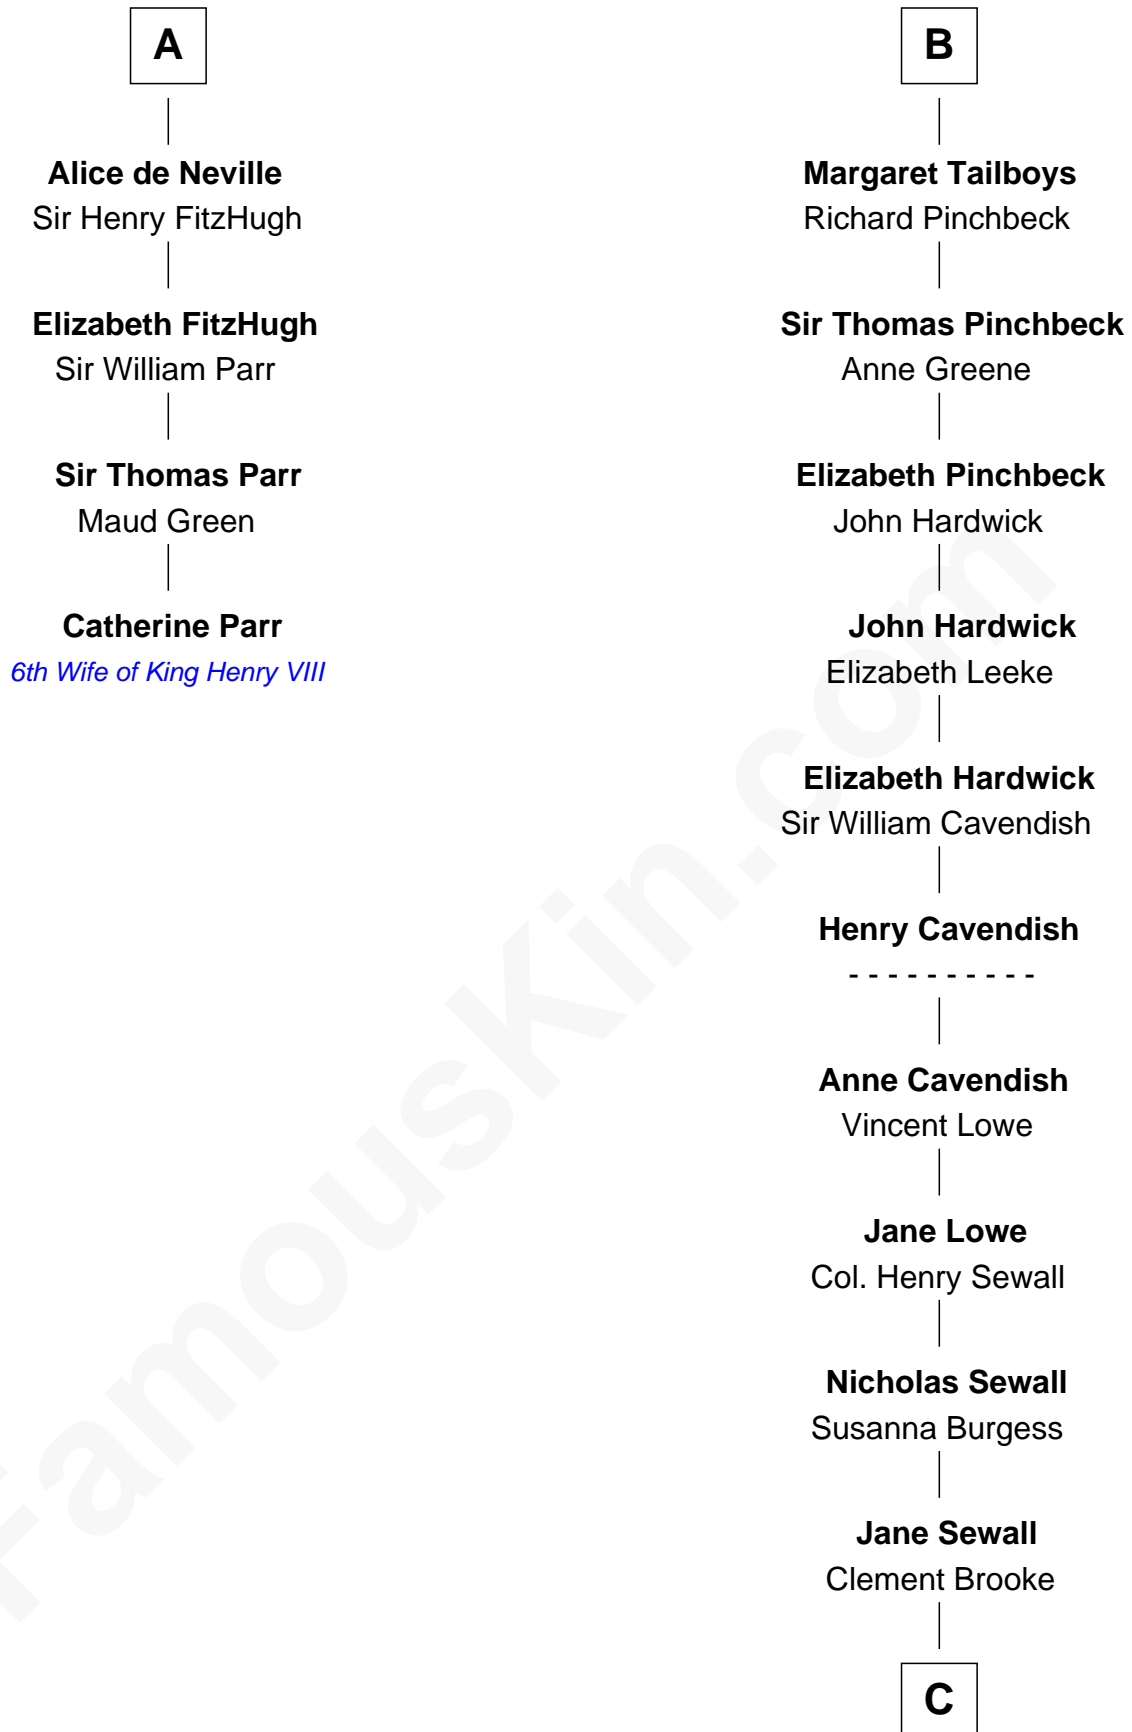 A
Alice de Neville
Sir Henry FitzHugh
Elizabeth FitzHugh
Sir William Parr
Sir Thomas Parr
Maud Green
Catherine Parr
6th Wife of King Henry VIII
B
Margaret Tailboys
Richard Pinchbeck
Sir Thomas Pinchbeck
Anne Greene
Elizabeth Pinchbeck
John Hardwick
John Hardwick
Elizabeth Leeke
Elizabeth Hardwick
Sir William Cavendish
Henry Cavendish
- - - - - - - - - -
Anne Cavendish
Vincent Lowe
Jane Lowe
Col. Henry Sewall
Nicholas Sewall
Susanna Burgess
Jane Sewall
Clement Brooke
C
FamousKin.com